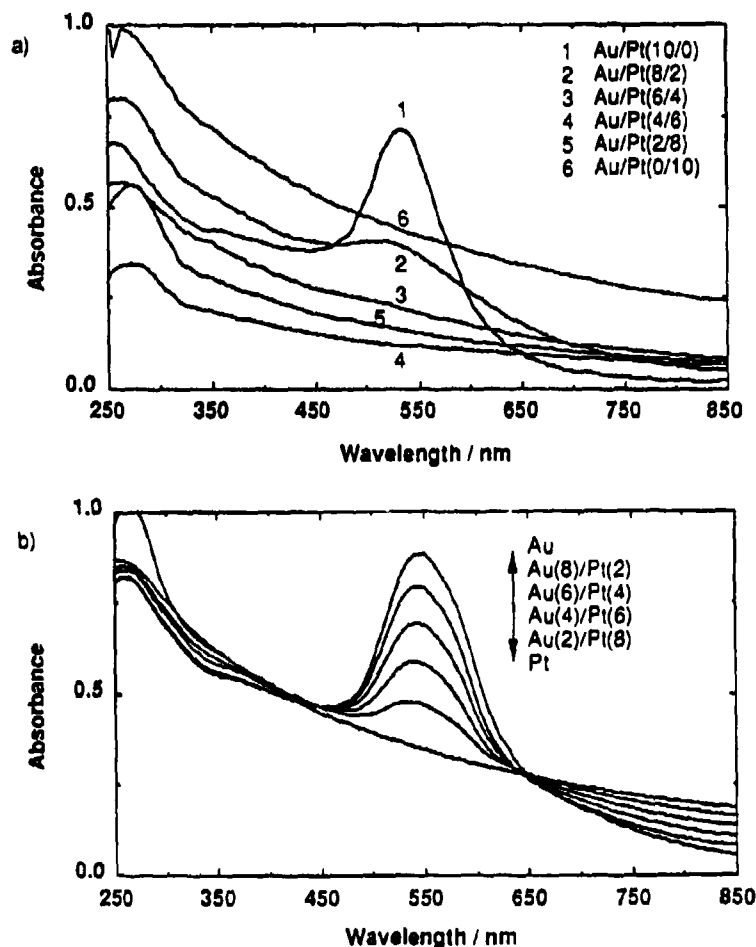 a)
1.0
0.5
0.0
Absorbance
1 Au/Pt(10/0)
2 Au/Pt(8/2)
3 Au/Pt(6/4)
4 Au/Pt(4/6)
5 Au/Pt(2/8)
6 Au/Pt(0/10)
1
6
2
3
5
4
250 350 450 550 650 750 850
Wavelength / nm
b)
1.0
0.5
0.0
Absorbance
Au
Au(8)/Pt(2)
Au(6)/Pt(4)
Au(4)/Pt(6)
Au(2)/Pt(8)
Pt
250 350 450 550 650 750 850
Wavelength / nm